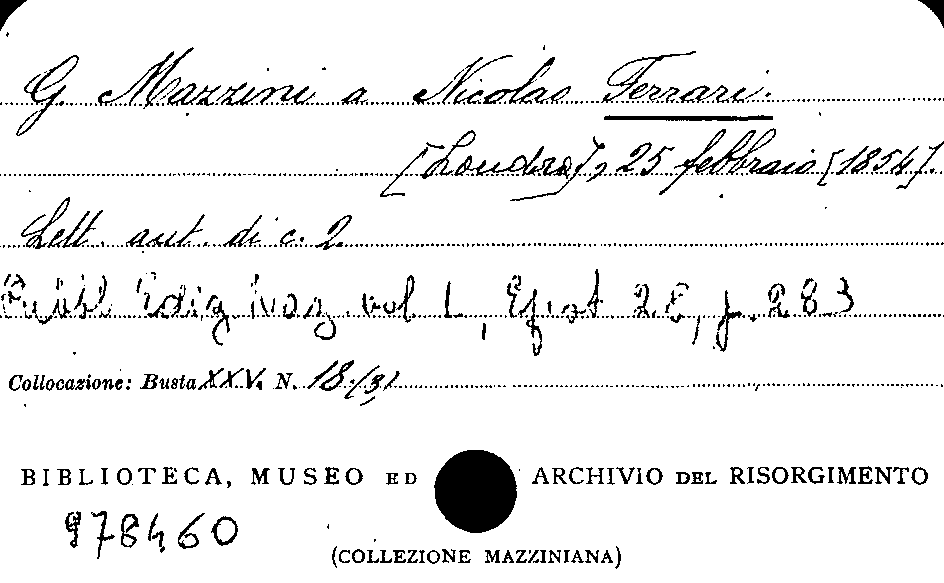 G. Mazzini a Nicolao Ferrari.
[Londra], 25 febbraio [1854].
Lett. aut. di c. 2.
Pubbl Ediz Naz. vol L, Epist 28, p. 283
Collocazione: Busta XXV. N. 18/(3)
BIBLIOTECA, MUSEO ED ARCHIVIO DEL RISORGIMENTO
978460
(COLLEZIONE MAZZINIANA)